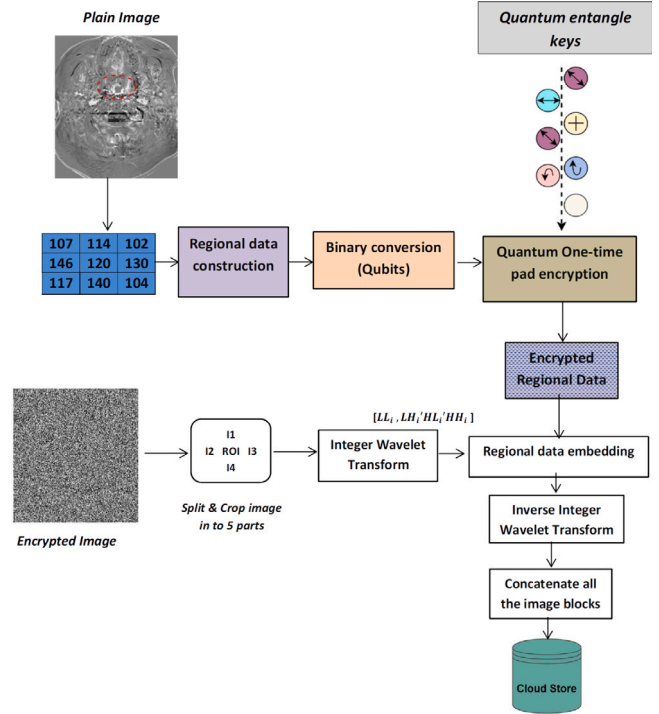 Plain Image
Quantum entangle
keys
107 114 102
146 120 130
117 140 104
Regional data
construction
Binary conversion
(Qubits)
Quantum One-time
pad encryption
Encrypted
Regional Data
[LLᵢ , LHᵢ'HLᵢ'HHᵢ ]
I1
I2 ROI I3
I4
Integer Wavelet
Transform
Regional data embedding
Split & Crop image
in to 5 parts
Encrypted Image
Inverse Integer
Wavelet Transform
Concatenate all
the image blocks
Cloud Store